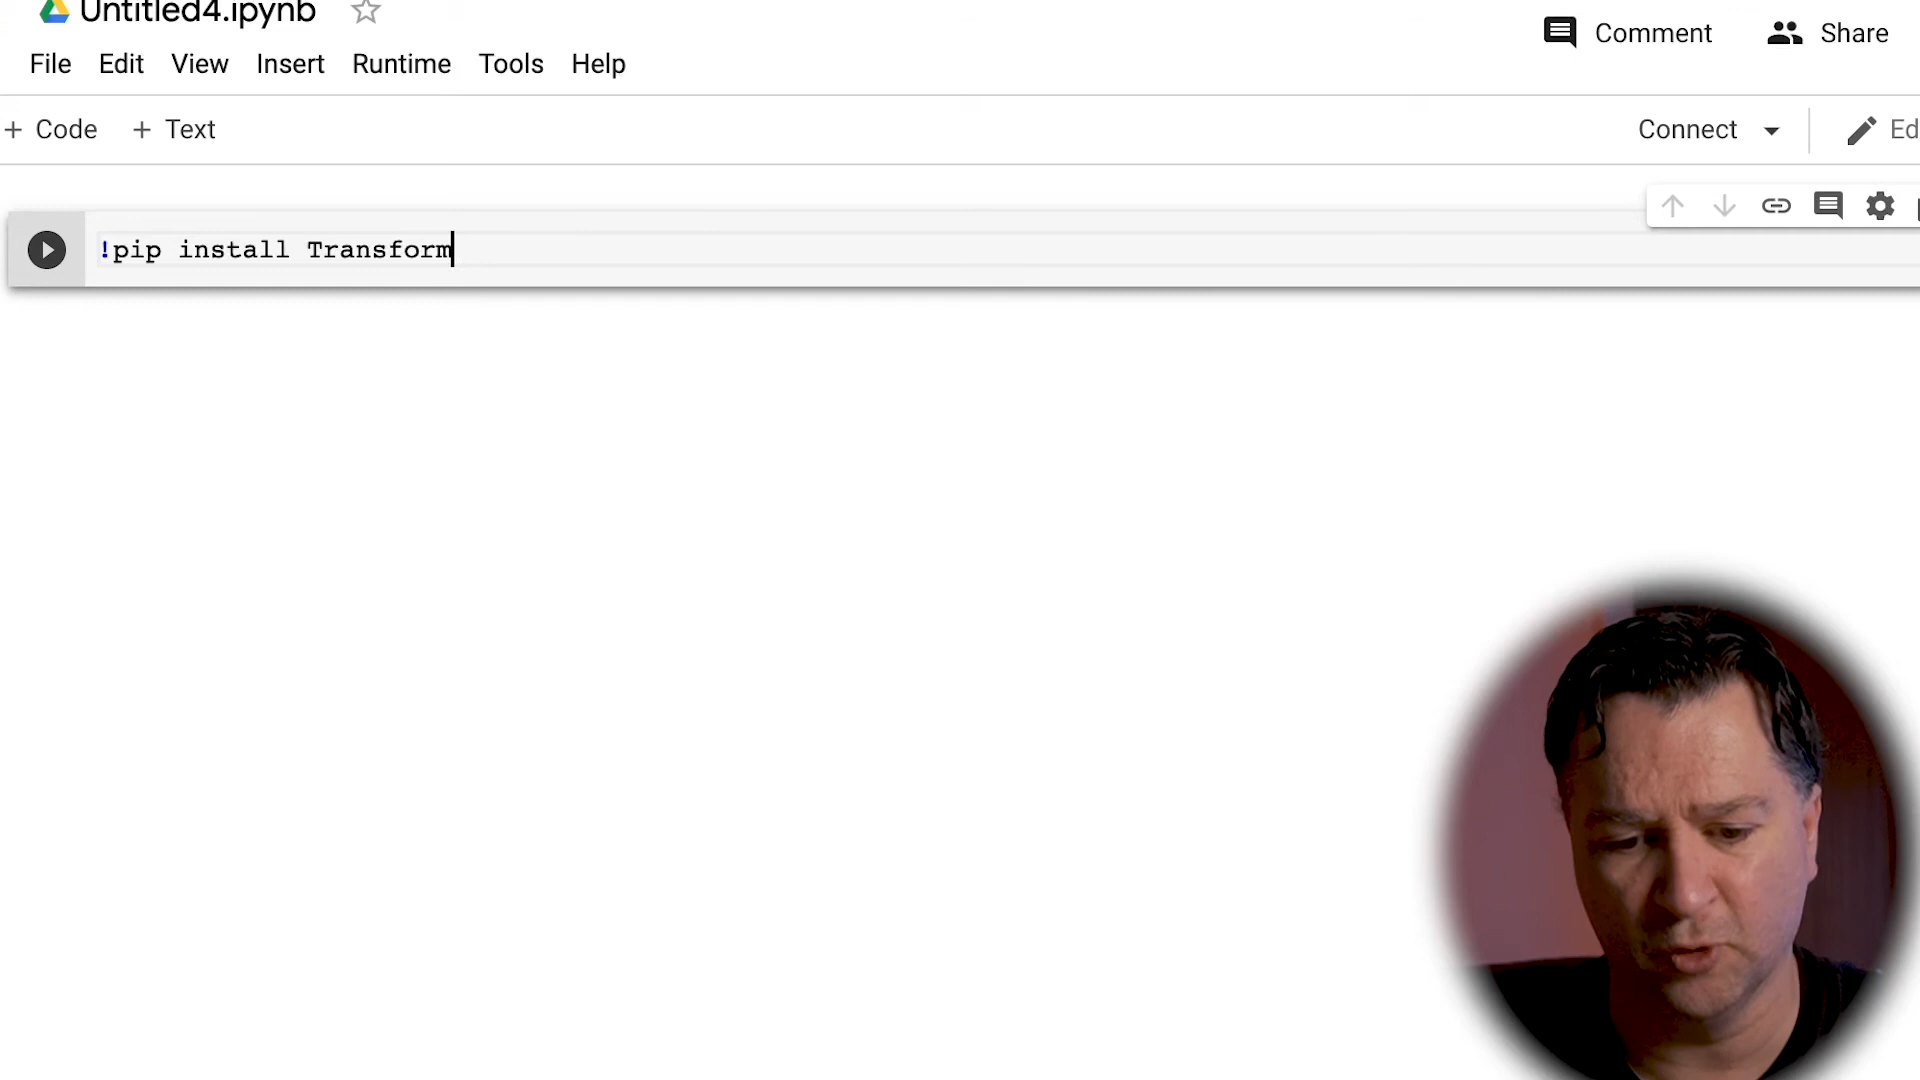 Untitled4.ipynb
Comment
Share
File Edit View Insert Runtime Tools Help
+ Code + Text
Connect
Ed
!pip install Transform